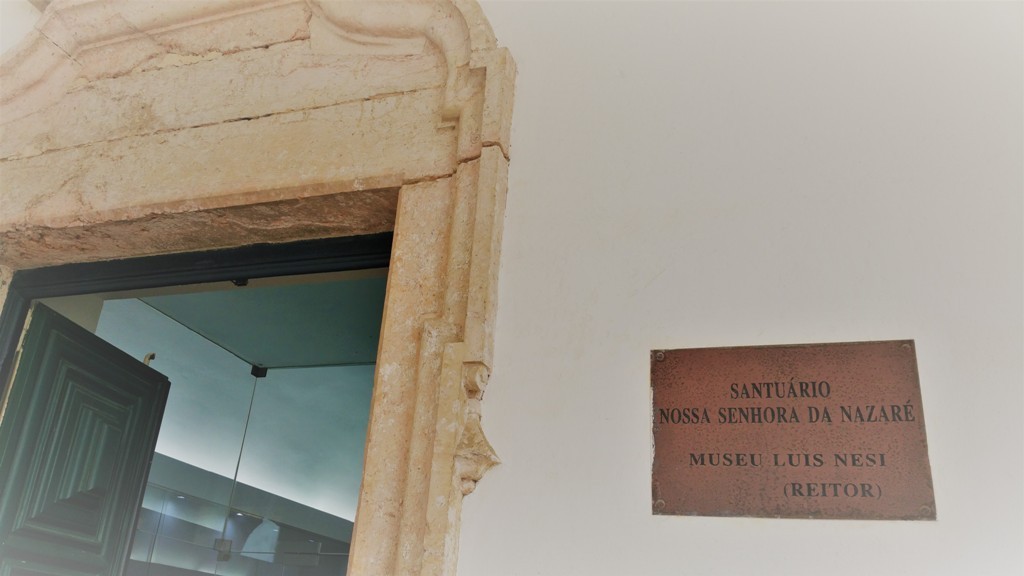 SANTUÁRIO
NOSSA SENHORA DA NAZARÉ
MUSEU LUIS NESI
(REITOR)